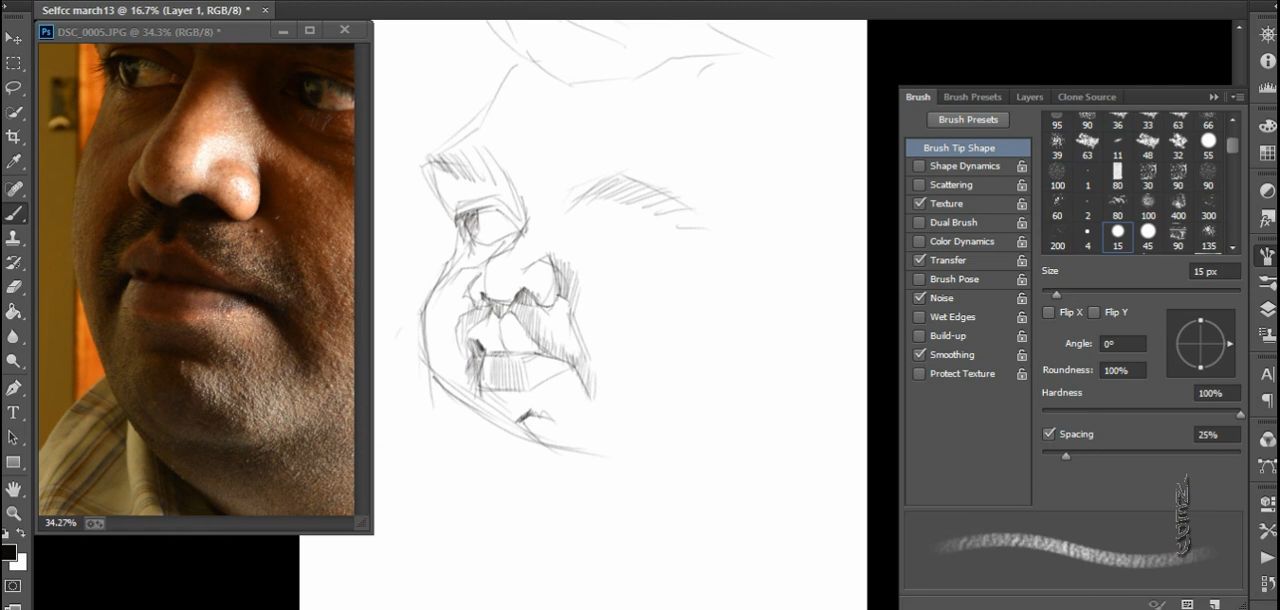 Selfcc march13 @ 16.7% (Layer 1, RGB/8) * ×
Ps DSC_0005.JPG @ 34.3% (RGB/8) *
34.27%
Brush Brush Presets Layers Clone Source
Brush Presets
Brush Tip Shape
Shape Dynamics
Scattering
Texture
Dual Brush
Color Dynamics
Transfer
Brush Pose
Noise
Wet Edges
Build-up
Smoothing
Protect Texture
95 90 36 33 63 66
39 63 11 48 32 55
100 1 80 30 90 90
60 2 80 100 400 300
200 4 15 45 90 135
Size 15 px
Flip X Flip Y
Angle: 0º
Roundness: 100%
Hardness 100%
Spacing 25%